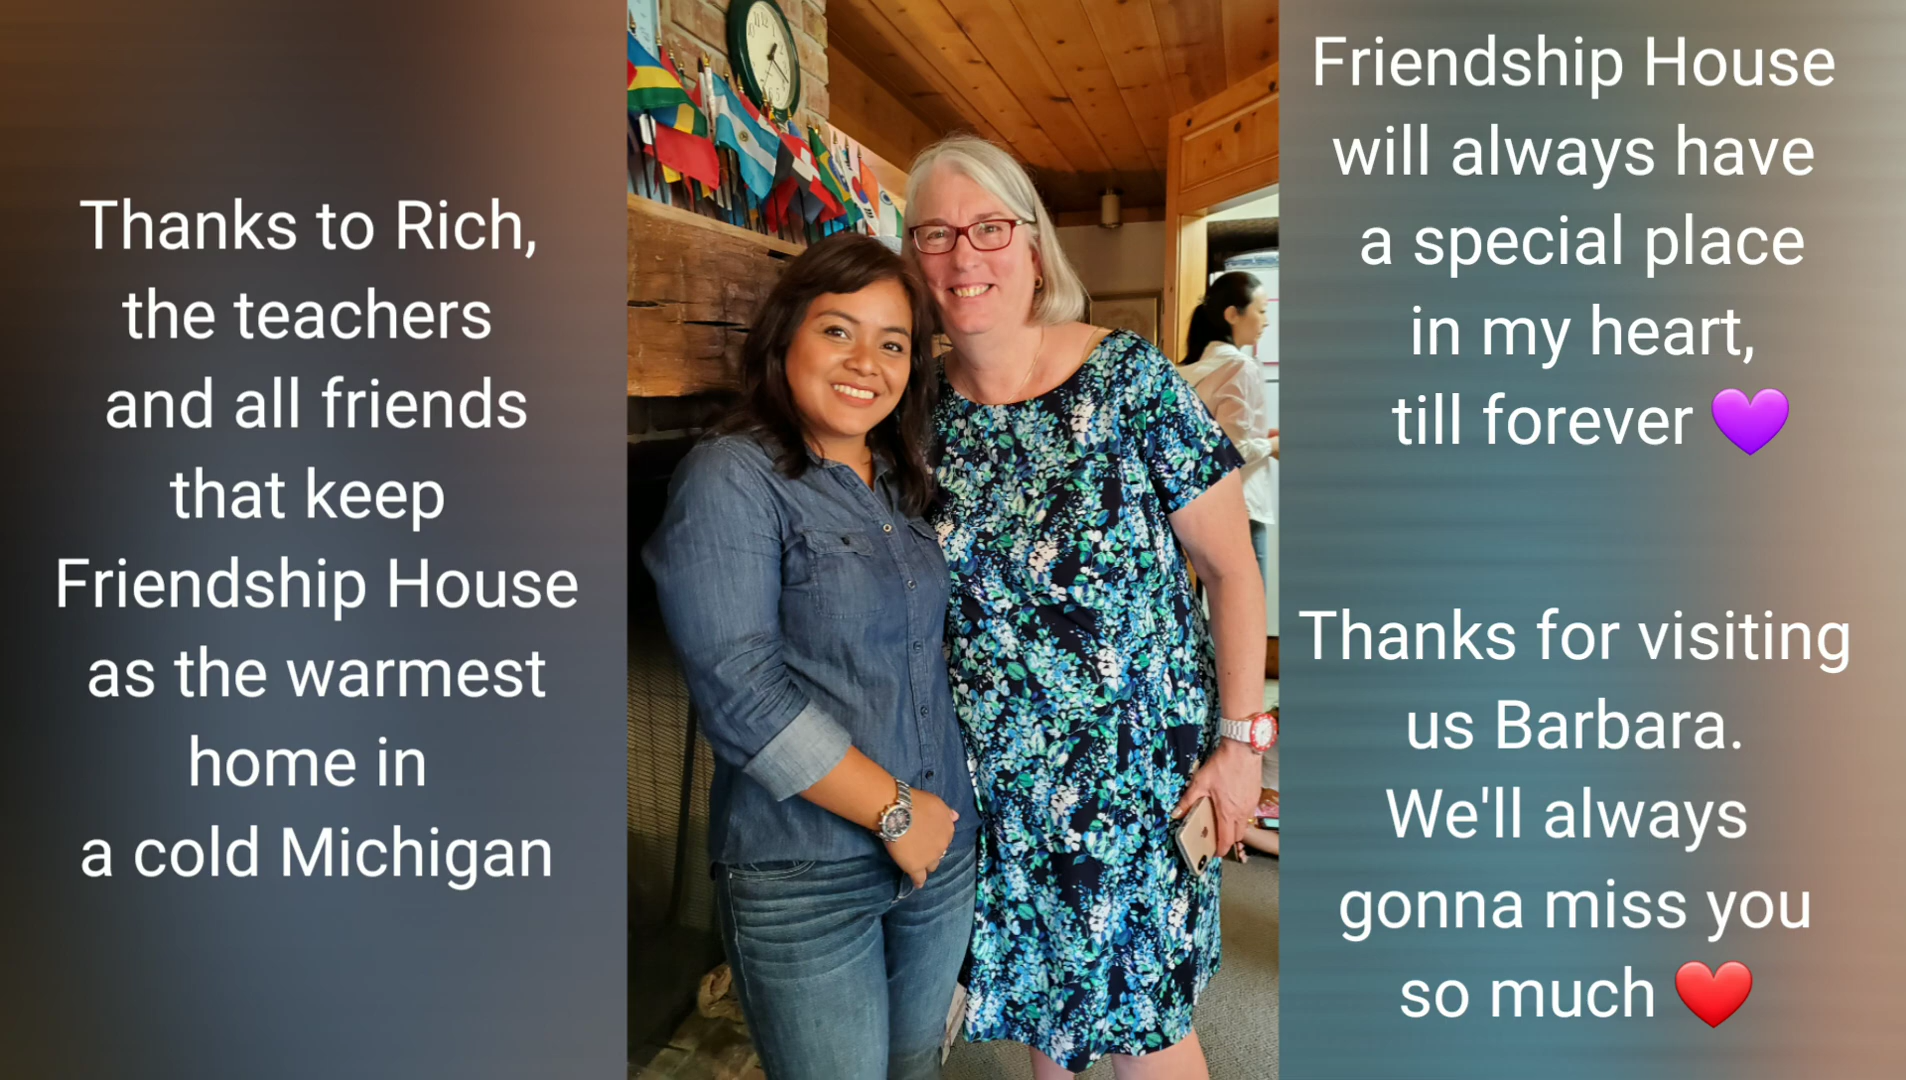 Thanks to Rich,
the teachers
and all friends
that keep
Friendship House
as the warmest
home in
a cold Michigan
Friendship House
will always have
a special place
in my heart,
till forever 💜
Thanks for visiting
us Barbara.
We'll always
gonna miss you
so much ❤️